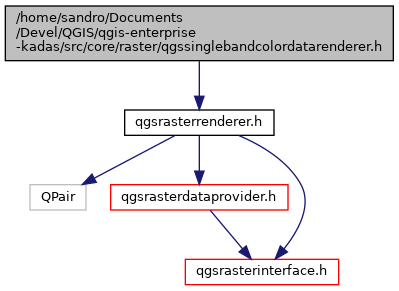 /home/sandro/Documents
/Devel/QGIS/qgis-enterprise
-kadas/src/core/raster/qgssinglebandcolordatarenderer.h
qgsrasterrenderer.h
QPair
qgsrasterdataprovider.h
qgsrasterinterface.h